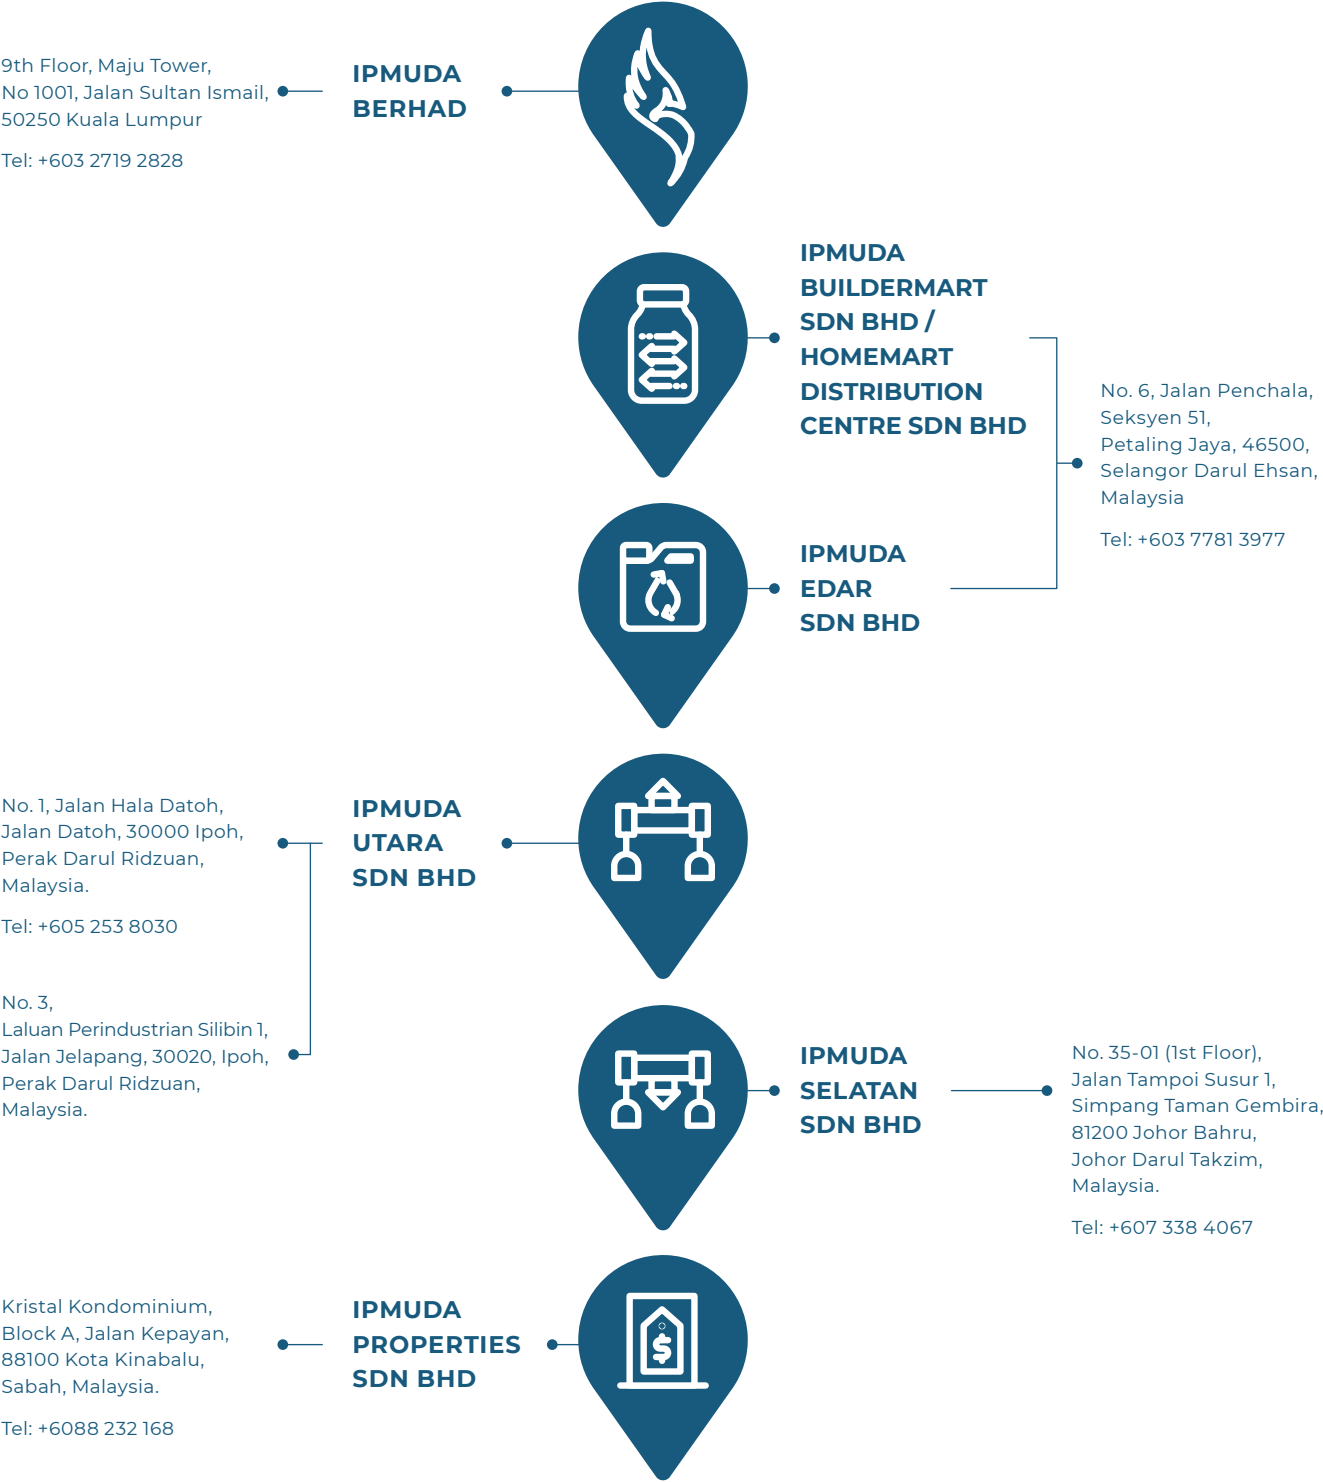 9th Floor, Maju Tower,
No 1001, Jalan Sultan Ismail,
50250 Kuala Lumpur
Tel: +603 2719 2828
IPMUDA
BERHAD
IPMUDA
BUILDERMART
SDN BHD /
HOMEMART
DISTRIBUTION
CENTRE SDN BHD
IPMUDA
EDAR
SDN BHD
No. 6, Jalan Penchala,
Seksyen 51,
Petaling Jaya, 46500,
Selangor Darul Ehsan,
Malaysia
Tel: +603 7781 3977
IPMUDA
UTARA
SDN BHD
No. 1, Jalan Hala Datoh,
Jalan Datoh, 30000 Ipoh,
Perak Darul Ridzuan,
Malaysia.
Tel: +605 253 8030
No. 3,
Laluan Perindustrian Silibin 1,
Jalan Jelapang, 30020, Ipoh,
Perak Darul Ridzuan,
Malaysia.
IPMUDA
SELATAN
SDN BHD
No. 35-01 (1st Floor),
Jalan Tampoi Susur 1,
Simpang Taman Gembira,
81200 Johor Bahru,
Johor Darul Takzim,
Malaysia.
Tel: +607 338 4067
Kristal Kondominium,
Block A, Jalan Kepayan,
88100 Kota Kinabalu,
Sabah, Malaysia.
Tel: +6088 232 168
IPMUDA
PROPERTIES
SDN BHD
$